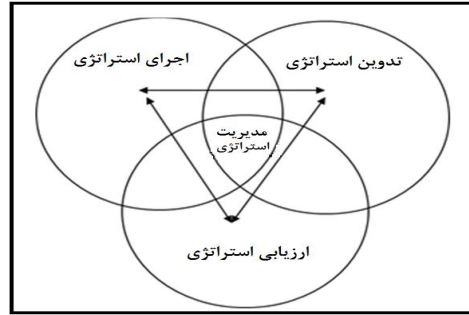 تدوین استراتژی
اجرای استراتژی
مدیریت
استراتژی
ارزیابی استراتژی